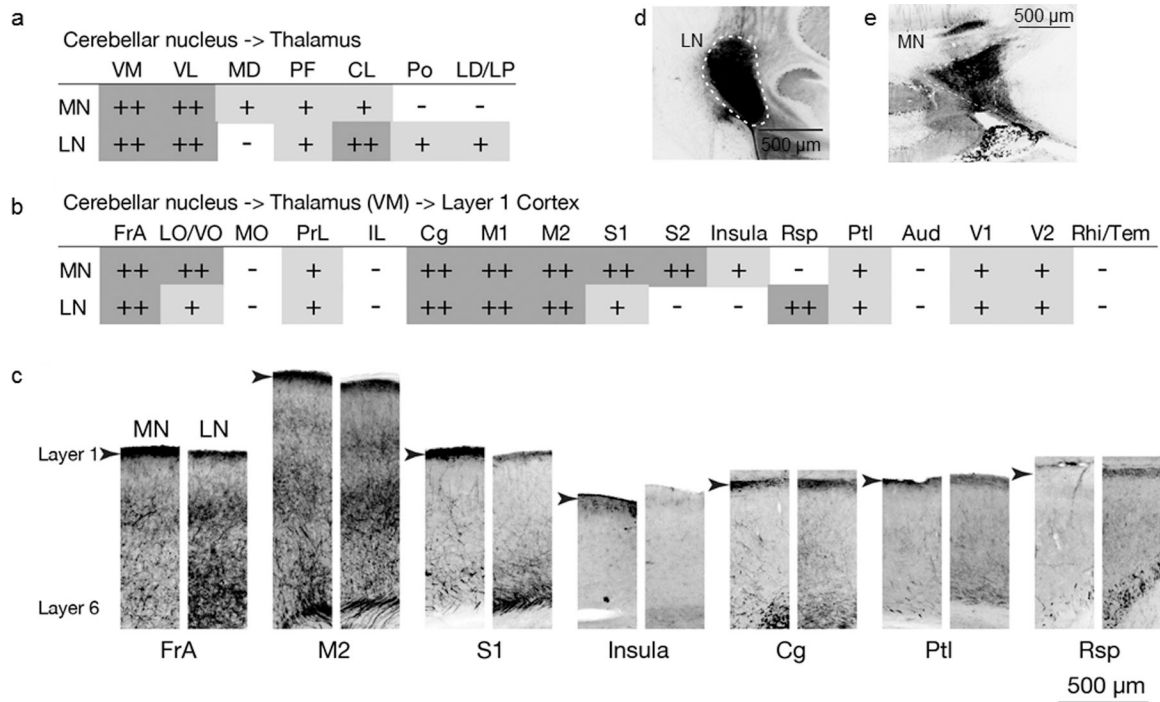 a
Cerebellar nucleus -> Thalamus
VM VL MD PF CL Po LD/LP
MN ++ ++ + + + - -
LN ++ ++ - + ++ + +
d
LN
500 µm
e
MN
500 µm
b
Cerebellar nucleus -> Thalamus (VM) -> Layer 1 Cortex
FrA LO/VO MO PrL IL Cg M1 M2 S1 S2 Insula Rsp Ptl Aud V1 V2 Rhi/Tem
MN ++ ++ - + - ++ ++ ++ ++ ++ + - + - + + -
LN ++ + - + - ++ ++ ++ + - - ++ + - + + -
c
MN LN
Layer 1
Layer 6
FrA M2 S1 Insula Cg Ptl Rsp
500 µm